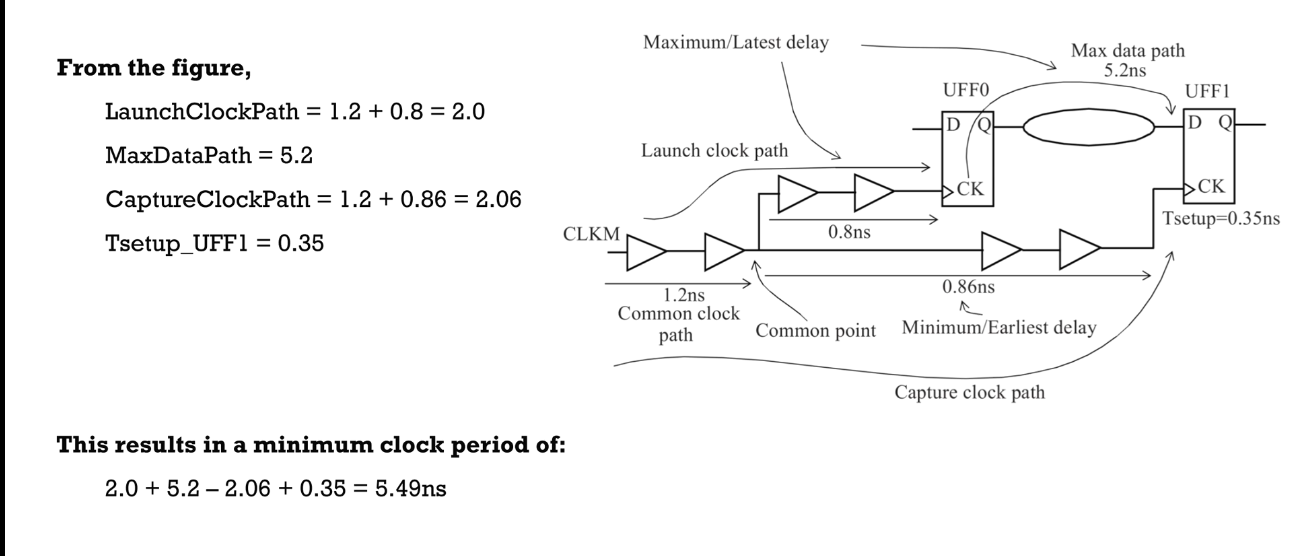 From the figure,
LaunchClockPath = 1.2 + 0.8 = 2.0
MaxDataPath = 5.2
CaptureClockPath = 1.2 + 0.86 = 2.06
Tsetup_UFF1 = 0.35
Maximum/Latest delay
Max data path
5.2ns
UFF0
UFF1
D Q
D Q
Launch clock path
CK
CK
Tsetup=0.35ns
CLKM
0.8ns
1.2ns
Common clock
path
0.86ns
Common point
Minimum/Earliest delay
Capture clock path
This results in a minimum clock period of:
2.0 + 5.2 – 2.06 + 0.35 = 5.49ns